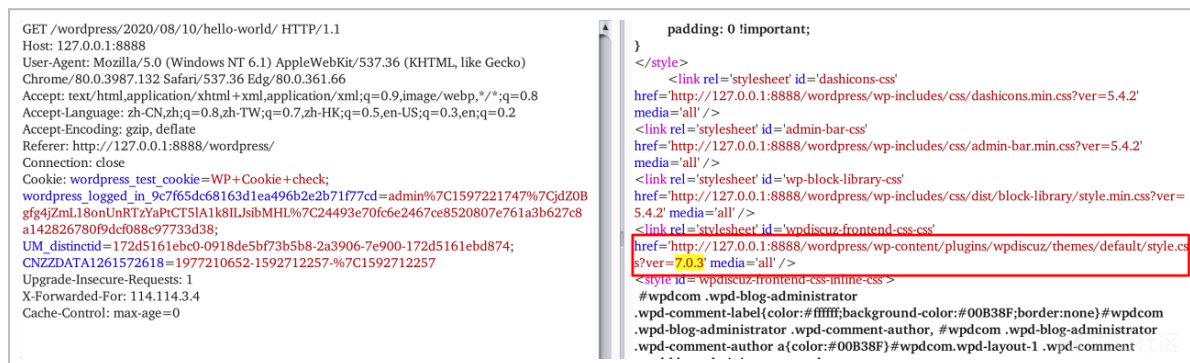 GET /wordpress/2020/08/10/hello-world/ HTTP/1.1
Host: 127.0.0.1:8888
User-Agent: Mozilla/5.0 (Windows NT 6.1) AppleWebKit/537.36 (KHTML, like Gecko)
Chrome/80.0.3987.132 Safari/537.36 Edg/80.0.361.66
Accept: text/html,application/xhtml+xml,application/xml;q=0.9,image/webp,*/*;q=0.8
Accept-Language: zh-CN,zh;q=0.8,zh-TW;q=0.7,zh-HK;q=0.5,en-US;q=0.3,en;q=0.2
Accept-Encoding: gzip, deflate
Referer: http://127.0.0.1:8888/wordpress/
Connection: close
Cookie: wordpress_test_cookie=WP+Cookie+check;
wordpress_logged_in_9c7f65dc68163d1ea496b2e2b71f77cd=admin%7C1597221747%7CjdZ0B
gfg4jZmL18onUnRTzYaPtCT5lA1k8ILJsibMHL%7C24493e70fc6e2467ce8520807e761a3b627c8
a142826780f9dcf088c97733d38;
UM_distinctid=172d5161ebc0-0918de5bf73b5b8-2a3906-7e900-172d5161ebd874;
CNZZDATA1261572618=1977210652-1592712257-%7C1592712257
Upgrade-Insecure-Requests: 1
X-Forwarded-For: 114.114.3.4
Cache-Control: max-age=0
padding: 0 !important;
}
</style>
<link rel='stylesheet' id='dashicons-css'
href='http://127.0.0.1:8888/wordpress/wp-includes/css/dashicons.min.css?ver=5.4.2'
media='all' />
<link rel='stylesheet' id='admin-bar-css'
href='http://127.0.0.1:8888/wordpress/wp-includes/css/admin-bar.min.css?ver=5.4.2'
media='all' />
<link rel='stylesheet' id='wp-block-library-css'
href='http://127.0.0.1:8888/wordpress/wp-includes/css/dist/block-library/style.min.css?ver=
5.4.2' media='all' />
<link rel='stylesheet' id='wpdiscuz-frontend-css-css'
href='http://127.0.0.1:8888/wordpress/wp-content/plugins/wpdiscuz/themes/default/style.cs
s?ver=7.0.3' media='all' />
<style id='wpdiscuz-frontend-css-inline-css'>
#wpdcom .wpd-blog-administrator
.wpd-comment-label{color:#ffffff;background-color:#00B38F;border:none}#wpdcom
.wpd-blog-administrator .wpd-comment-author, #wpdcom .wpd-blog-administrator
.wpd-comment-author a{color:#00B38F}#wpdcom.wpd-layout-1 .wpd-comment